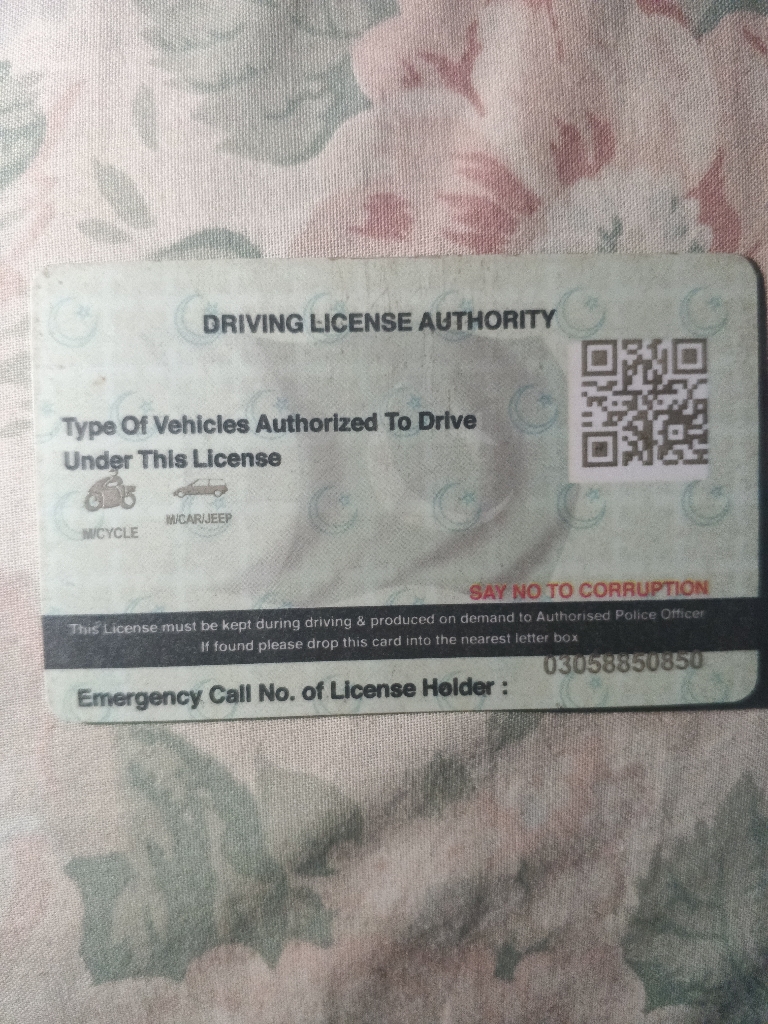 DRIVING LICENSE AUTHORITY
Type Of Vehicles Authorized To Drive
Under This License
M/CYCLE
M/CAR/JEEP
SAY NO TO CORRUPTION
This License must be kept during driving & produced on demand to Authorised Police Officer
If found please drop this card into the nearest letter box
03058850850
Emergency Call No. of License Holder :